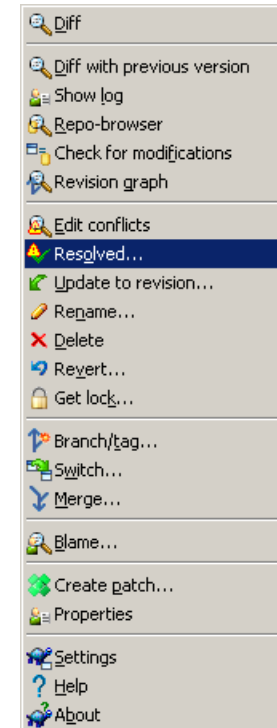 Diff
Diff with previous version
Show log
Repo-browser
Check for modifications
Revision graph
Edit conflicts
Resolved...
Update to revision...
Rename...
Delete
Revert...
Get lock...
Branch/tag...
Switch...
Merge...
Blame...
Create patch...
Properties
Settings
Help
About